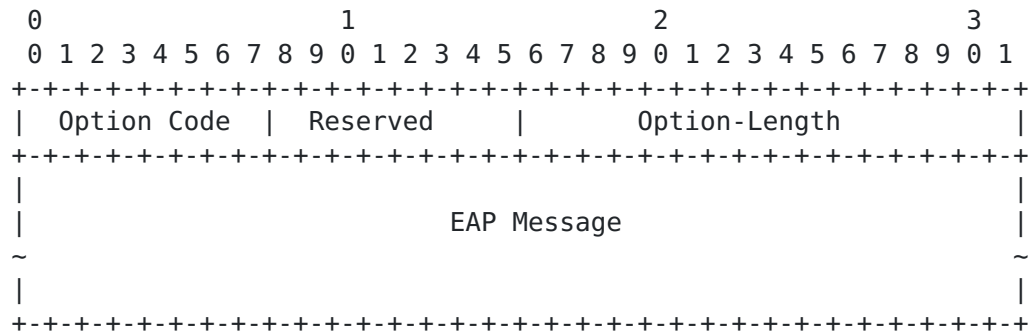 0                   1                   2                   3
 0 1 2 3 4 5 6 7 8 9 0 1 2 3 4 5 6 7 8 9 0 1 2 3 4 5 6 7 8 9 0 1
+-+-+-+-+-+-+-+-+-+-+-+-+-+-+-+-+-+-+-+-+-+-+-+-+-+-+-+-+-+-+-+-+
|  Option Code  |  Reserved     |       Option-Length           |
+-+-+-+-+-+-+-+-+-+-+-+-+-+-+-+-+-+-+-+-+-+-+-+-+-+-+-+-+-+-+-+-+
|                                                               |
|                           EAP Message                         |
~                                                               ~
|                                                               |
+-+-+-+-+-+-+-+-+-+-+-+-+-+-+-+-+-+-+-+-+-+-+-+-+-+-+-+-+-+-+-+-+